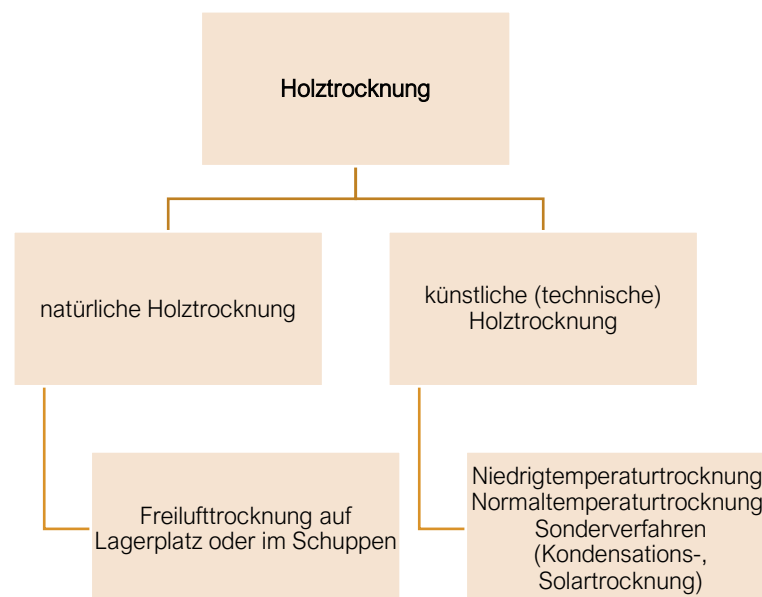 Holztrocknung
natürliche Holztrocknung
künstliche (technische)
Holztrocknung
Freilufttrocknung auf
Lagerplatz oder im Schuppen
Niedrigtemperaturtrocknung
Normaltemperaturtrocknung
Sonderverfahren
(Kondensations-,
Solartrocknung)